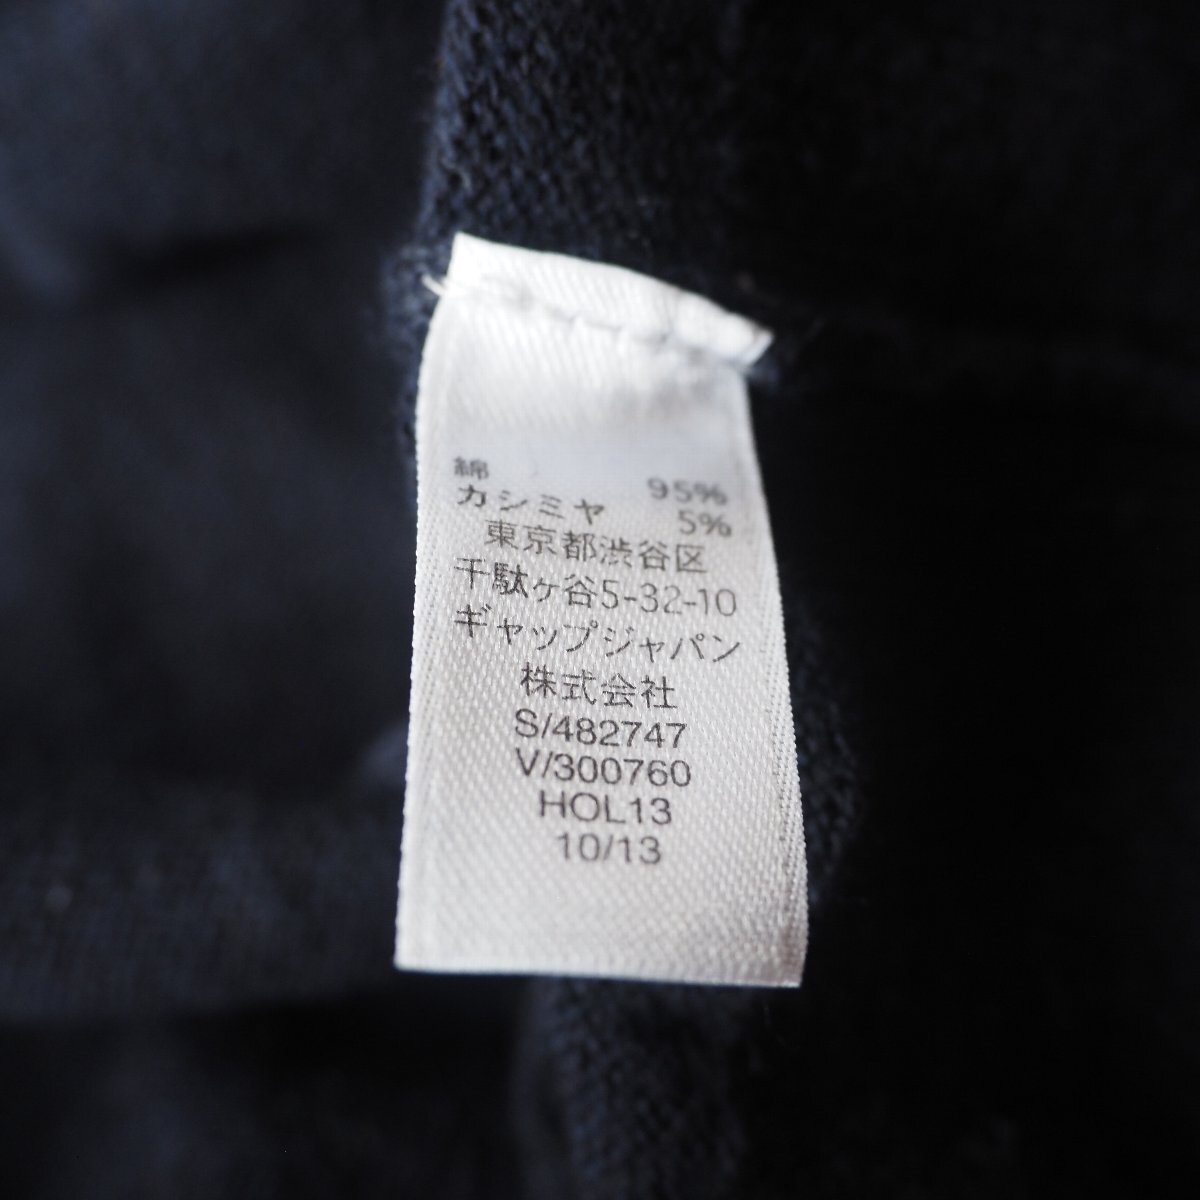 綿 95%
カシミヤ 5%
東京都渋谷区
千駄ヶ谷5-32-10
ギャップジャパン
株式会社
S/482747
V/300760
HOL13
10/13